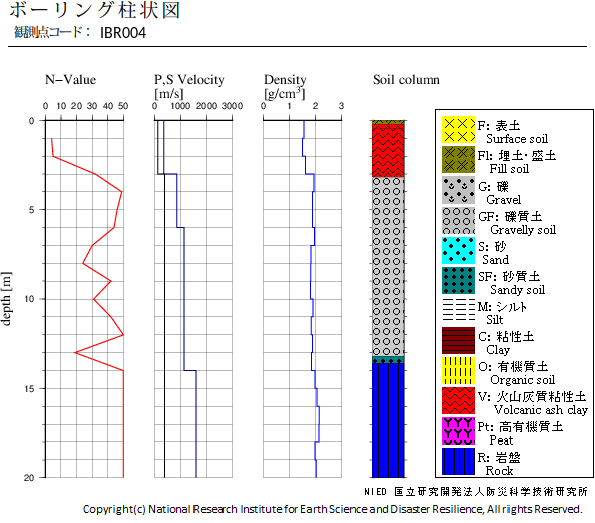 ボーリング柱状図
観測点コード： IBR004
N−Value
P,S Velocity
Density
Soil column
[m/s]
[g/cm3]
0 10 20 30 40 50
0 1000 2000 3000
0 1 2 3
0
5
10
15
20
depth [m]
F: 表土
Surface soil
Fl: 埋土・盛土
Fill soil
G: 礫
Gravel
GF: 礫質土
Gravelly soil
S: 砂
Sand
SF: 砂質土
Sandy soil
M: シルト
Silt
C: 粘性土
Clay
O: 有機質土
Organic soil
V: 火山灰質粘性土
Volcanic ash clay
Pt: 高有機質土
Peat
R: 岩盤
Rock
NIED 国立研究開発法人防災科学技術研究所
Copyright(c) National Research Institute for Earth Science and Disaster Resilience, All rights Reserved.